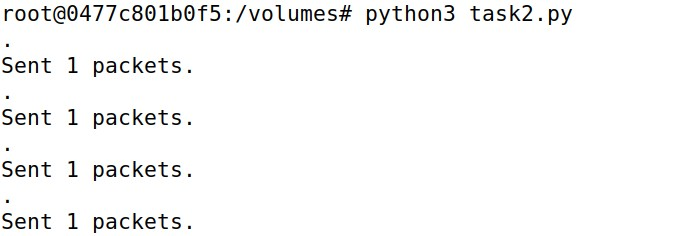 root@0477c801b0f5:/volumes# python3 task2.py
.
Sent 1 packets.
.
Sent 1 packets.
.
Sent 1 packets.
.
Sent 1 packets.